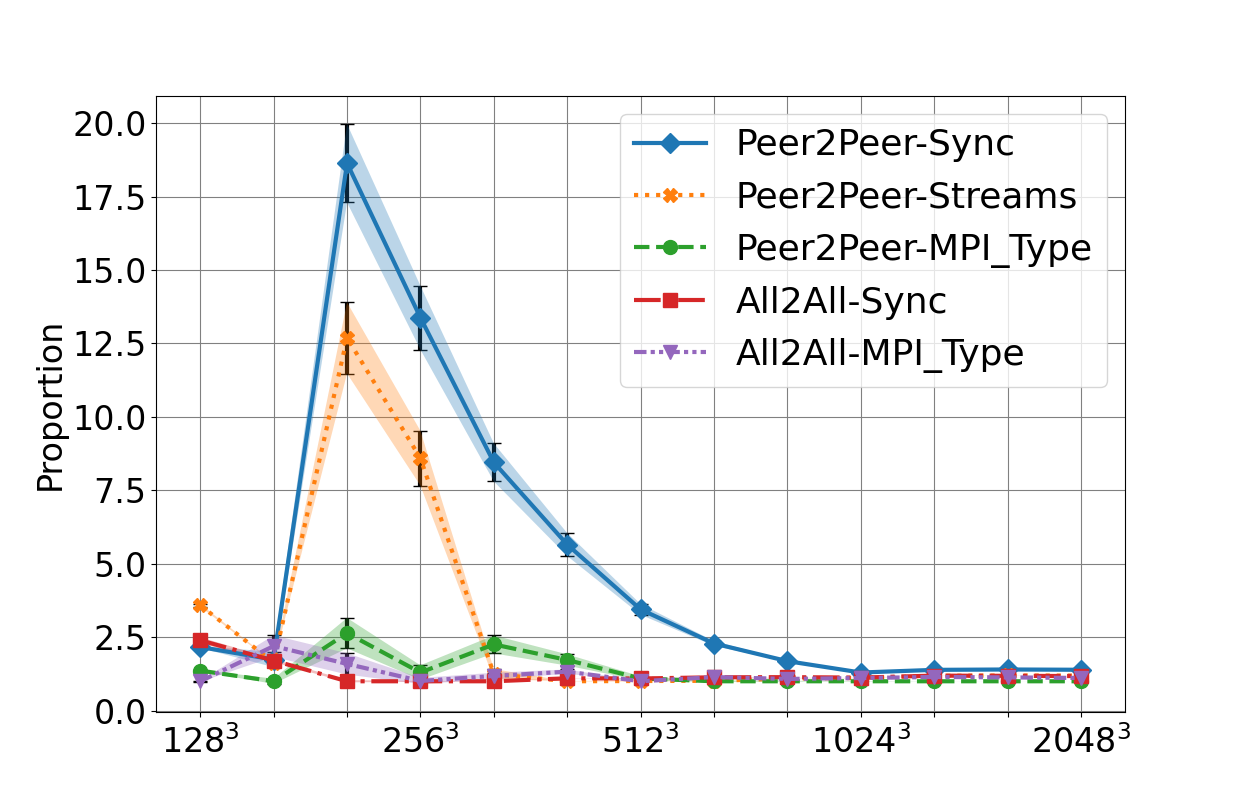 Proportion
20.0
17.5
15.0
12.5
10.0
7.5
5.0
2.5
0.0
128³ 256³ 512³ 1024³ 2048³
Peer2Peer-Sync
Peer2Peer-Streams
Peer2Peer-MPI_Type
All2All-Sync
All2All-MPI_Type